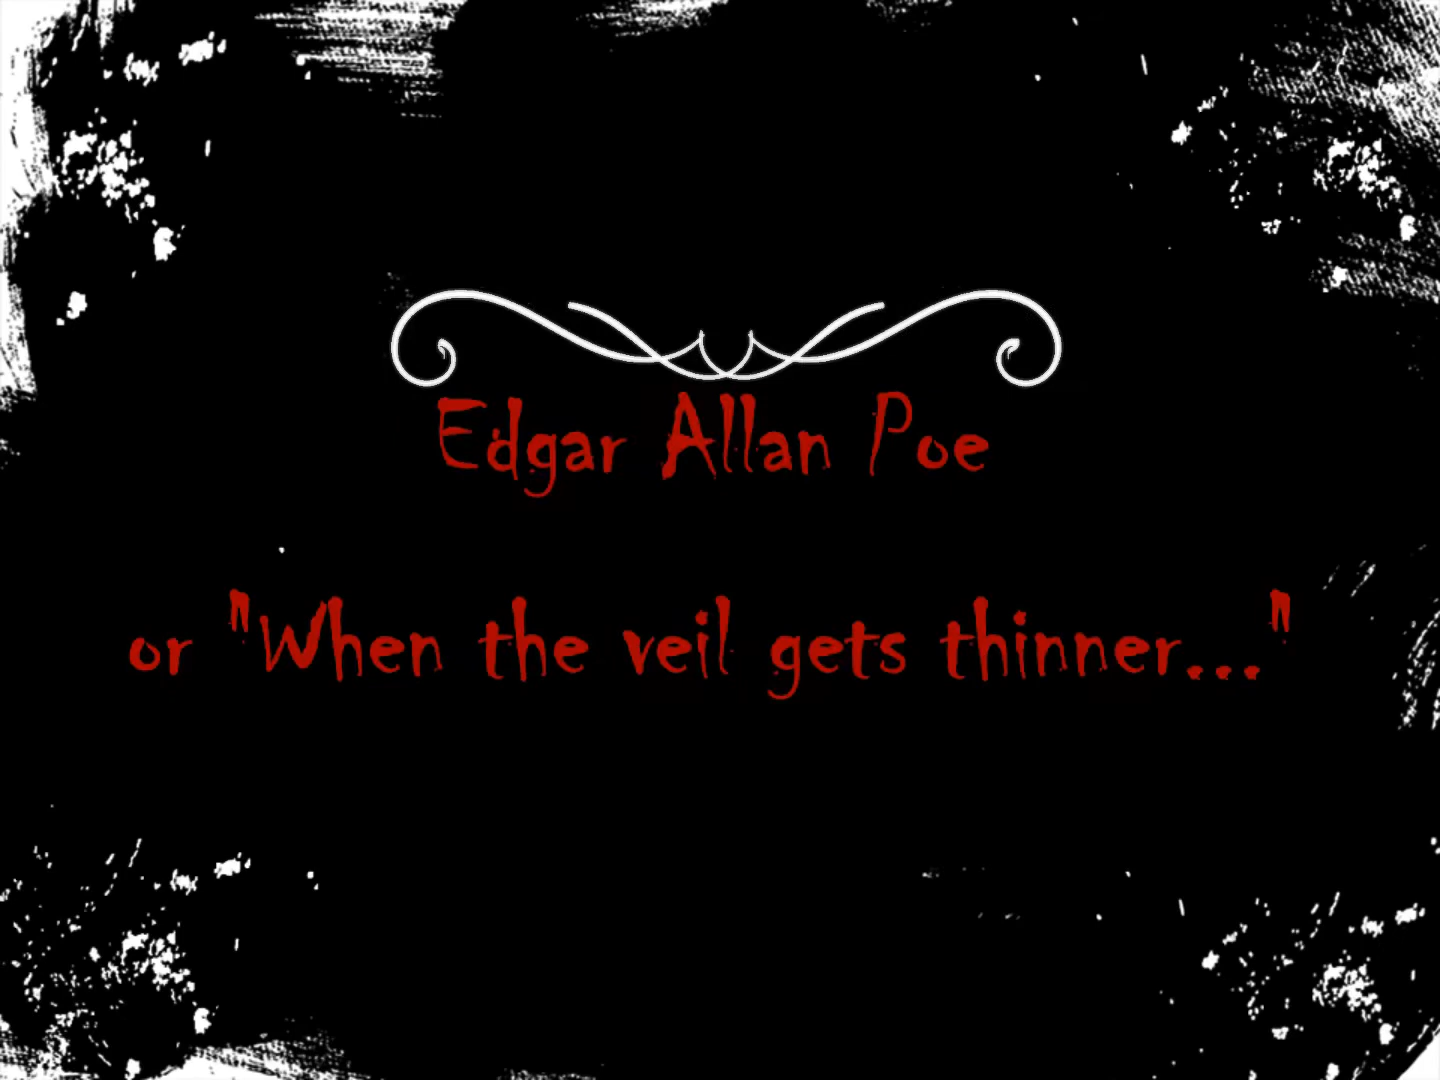 Edgar Allan Poe
or "When the veil gets thinner..."